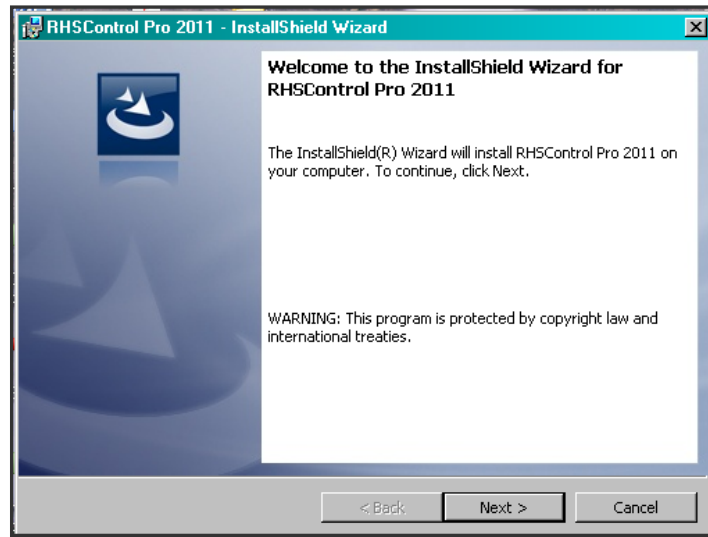 RHSControl Pro 2011 - InstallShield Wizard
Welcome to the InstallShield Wizard for
RHSControl Pro 2011
The InstallShield(R) Wizard will install RHSControl Pro 2011 on
your computer. To continue, click Next.
WARNING: This program is protected by copyright law and
international treaties.
< Back Next > Cancel